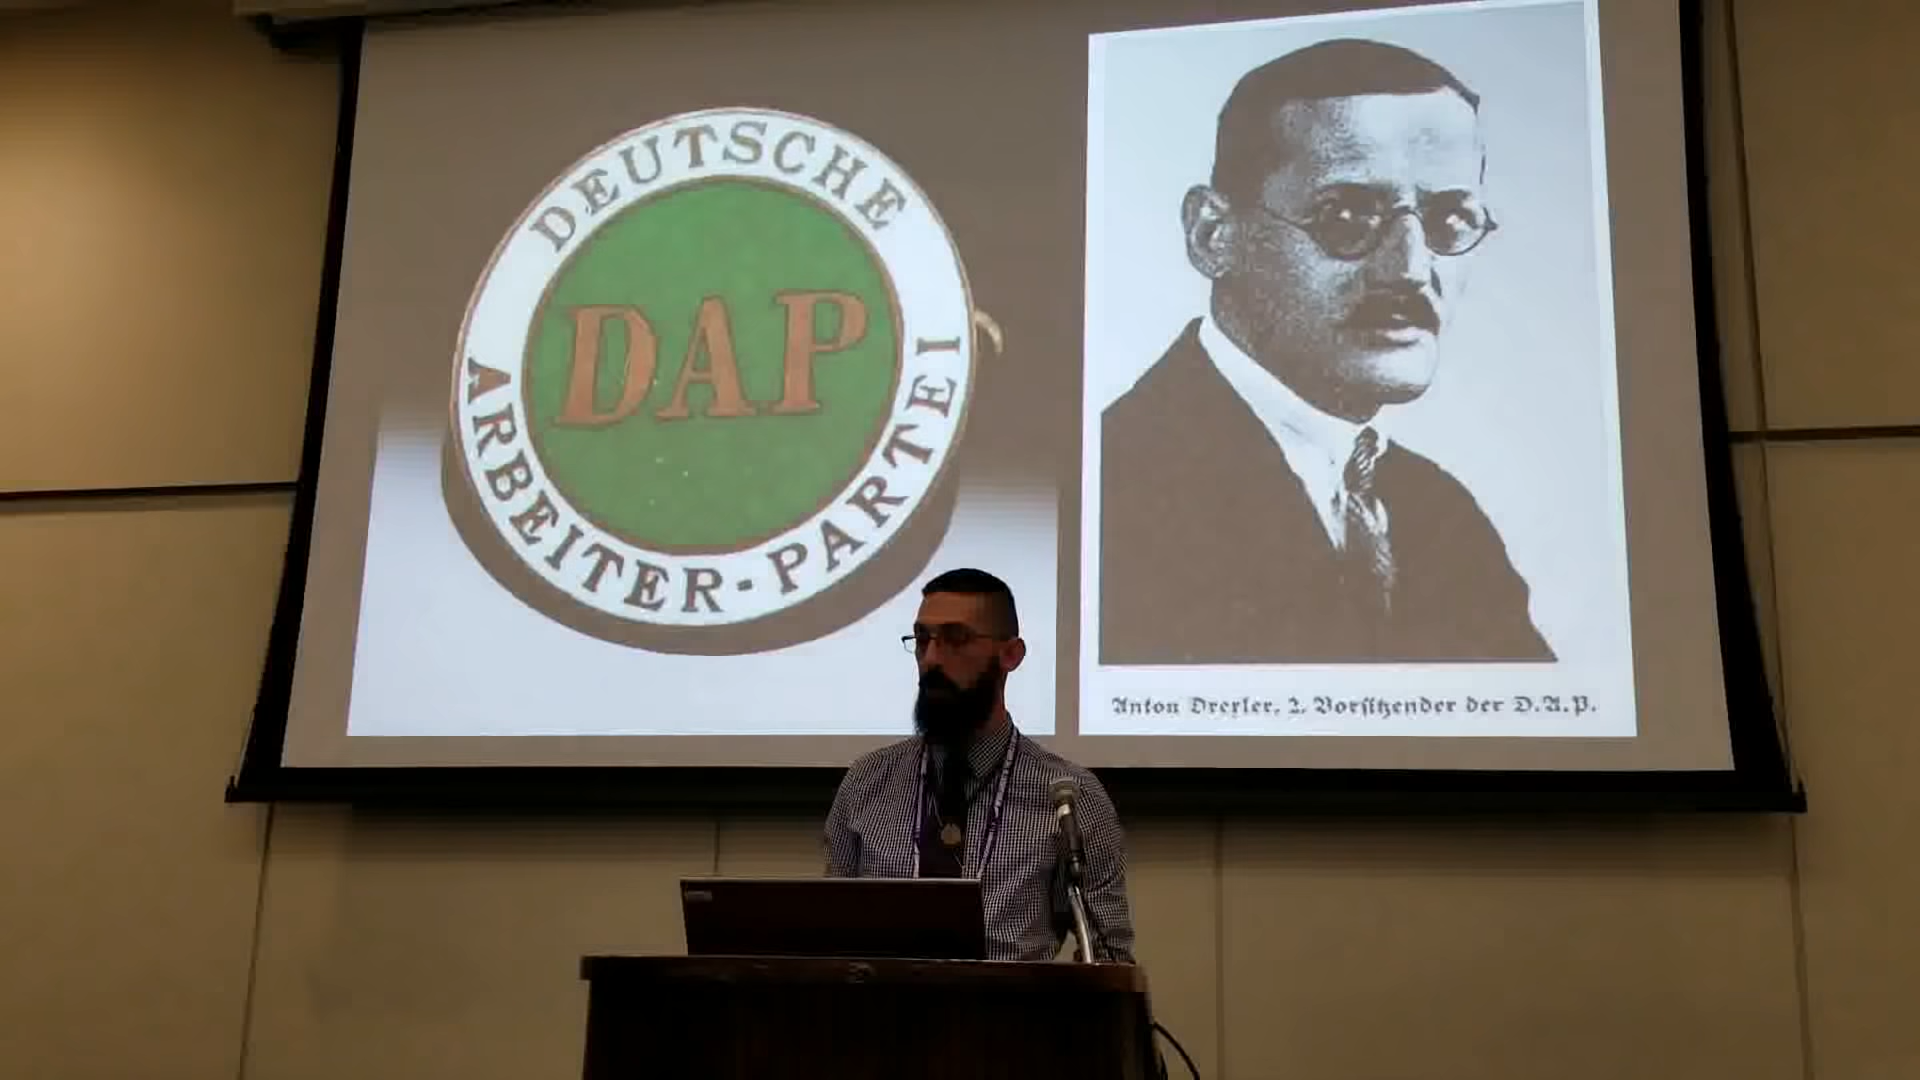 DEUTSCHE
DAP
ARBEITER-PARTEI
Anton Drexler, 2. Vorsitzender der D.A.P.